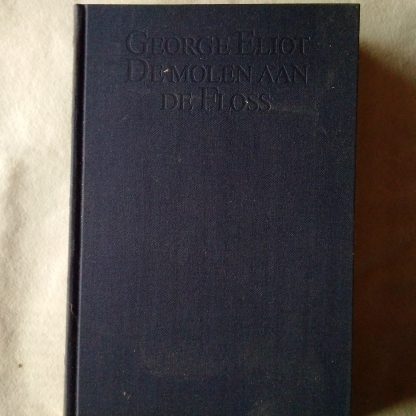 GEORGE ELIOT
DE MOLEN AAN
DE FLOSS